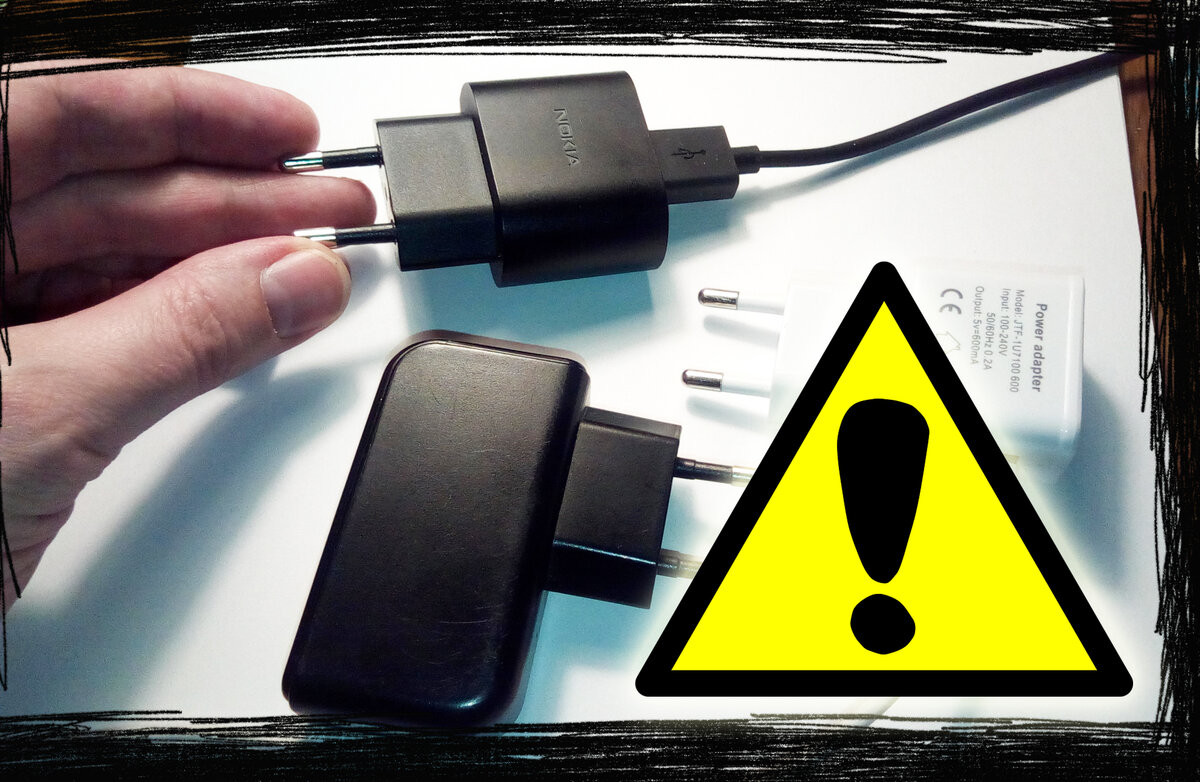 NOKIA
Power adapter
Model: JTF-1U7100 600
Input: 100-240V
50/60Hz 0.2A
Output: 5v=600mA
CE